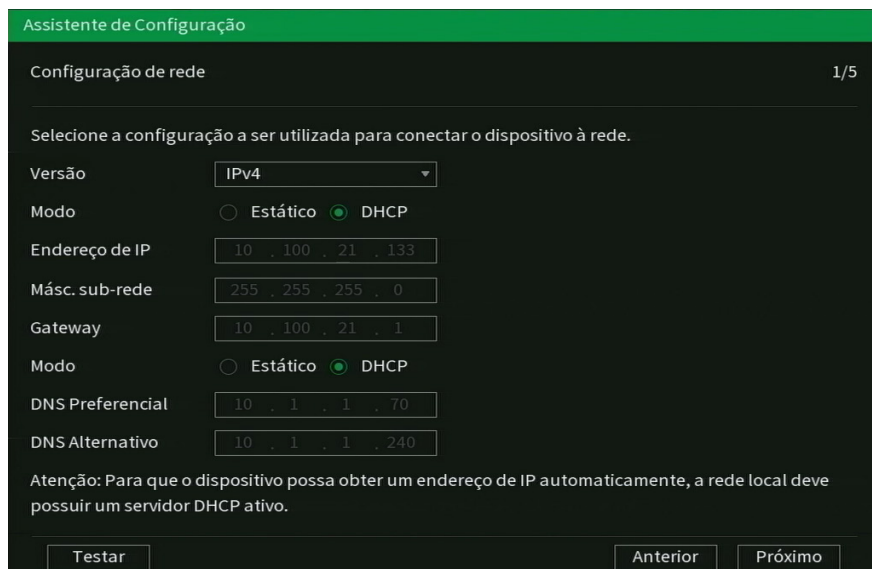 Assistente de Configuração
Configuração de rede 1/5
Selecione a configuração a ser utilizada para conectar o dispositivo à rede.
Versão IPv4
Modo Estático DHCP
Endereço de IP 10 . 100 . 21 . 133
Másc. sub-rede 255 . 255 . 255 . 0
Gateway 10 . 100 . 21 . 1
Modo Estático DHCP
DNS Preferencial 10 . 1 . 1 . 70
DNS Alternativo 10 . 1 . 1 . 240
Atenção: Para que o dispositivo possa obter um endereço de IP automaticamente, a rede local deve
possuir um servidor DHCP ativo.
Testar Anterior Próximo